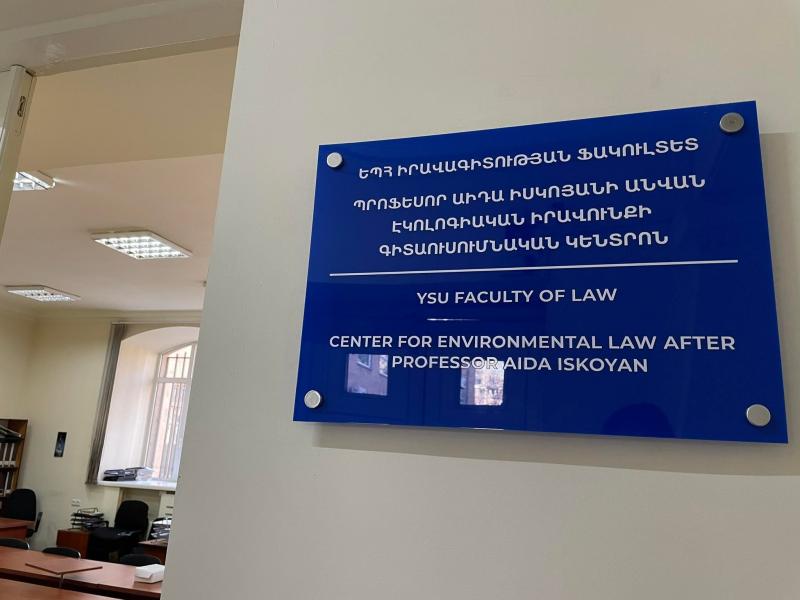 ԵՊՀ ԻՐԱՎԱԳԻՏՈՒԹՅԱՆ ՖԱԿՈՒԼՏԵՏ
ՊՐՈՖԵՍՈՐ ԱԻԴԱ ԻՍԿՈՅԱՆԻ ԱՆՎԱՆ
ԷԿՈԼՈԳԻԱԿԱՆ ԻՐԱՎՈՒՆՔԻ
ԳԻՏԱՈՒՍՈՒՄՆԱԿԱՆ ԿԵՆՏՐՈՆ
YSU FACULTY OF LAW
CENTER FOR ENVIRONMENTAL LAW AFTER
PROFESSOR AIDA ISKOYAN